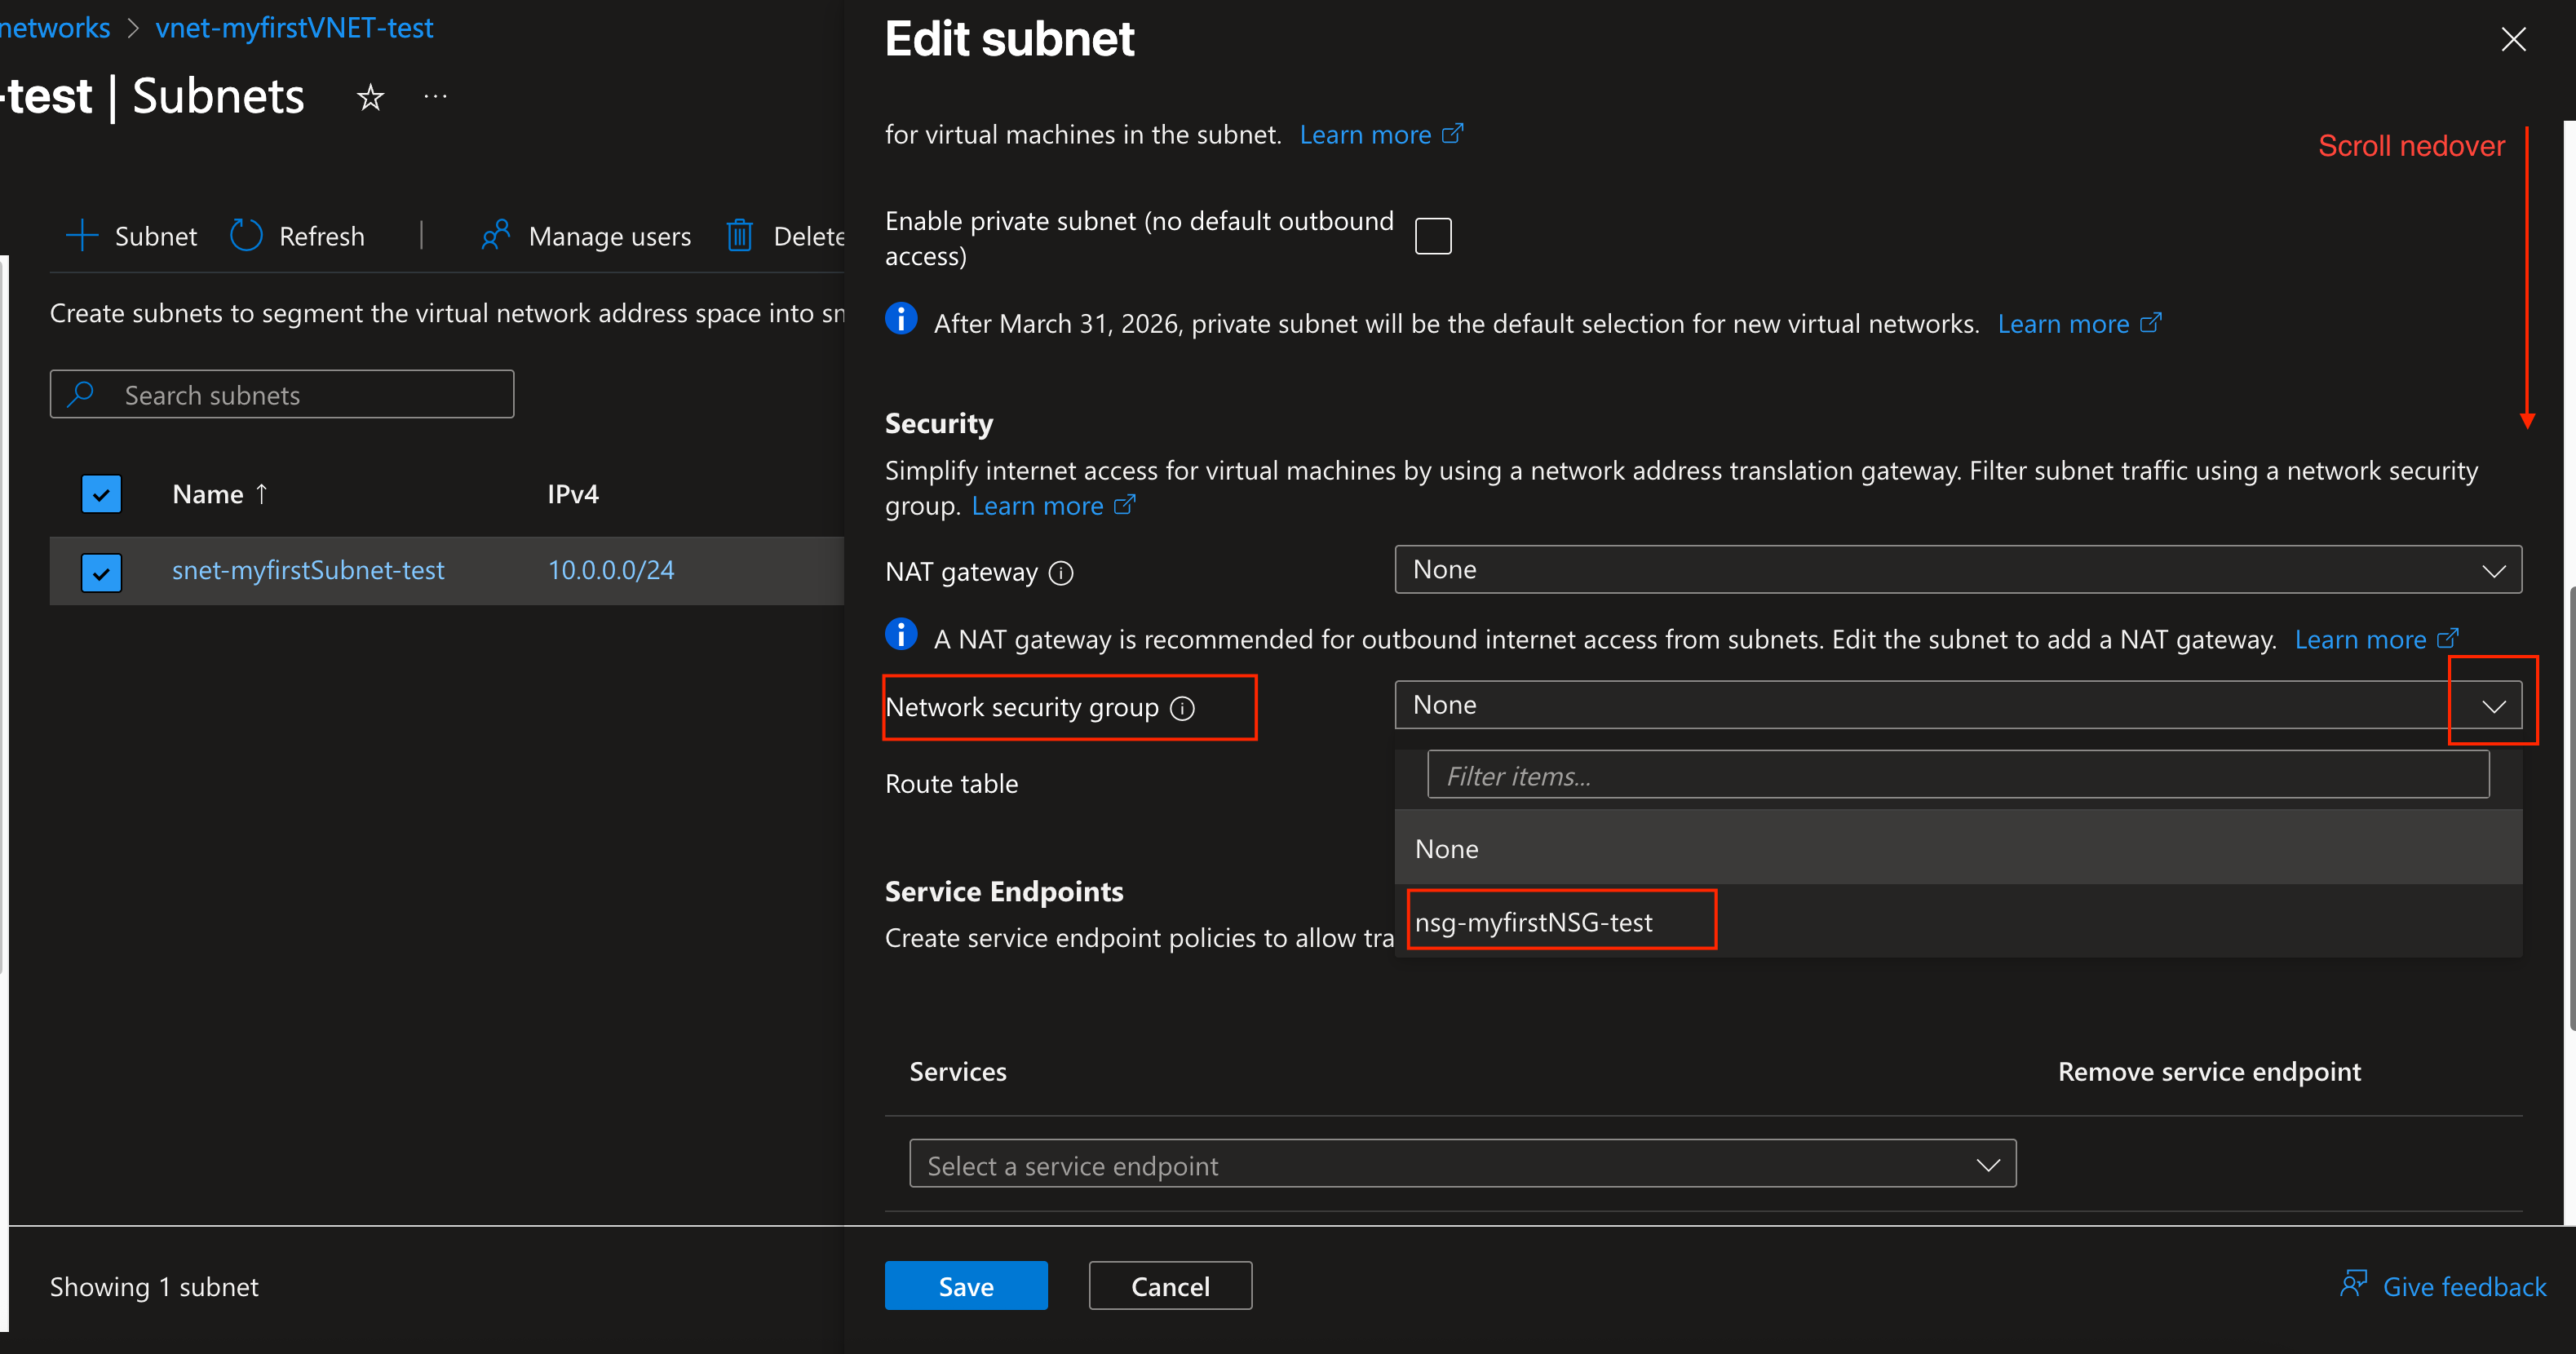 networks > vnet-myfirstVNET-test
-test | Subnets
Subnet Refresh | Manage users Delete
Create subnets to segment the virtual network address space into
Search subnets
Name ↑ IPv4
snet-myfirstSubnet-test 10.0.0.0/24
Showing 1 subnet
Edit subnet
Scroll nedover
for virtual machines in the subnet. Learn more
Enable private subnet (no default outbound
access)
After March 31, 2026, private subnet will be the default selection for new virtual networks. Learn more
Security
Simplify internet access for virtual machines by using a network address translation gateway. Filter subnet traffic using a network security
group. Learn more
NAT gateway None
A NAT gateway is recommended for outbound internet access from subnets. Edit the subnet to add a NAT gateway. Learn more
Network security group None
Filter items...
Route table
None
nsg-myfirstNSG-test
Service Endpoints
Create service endpoint policies to allow
Services Remove service endpoint
Select a service endpoint
Save Cancel Give feedback